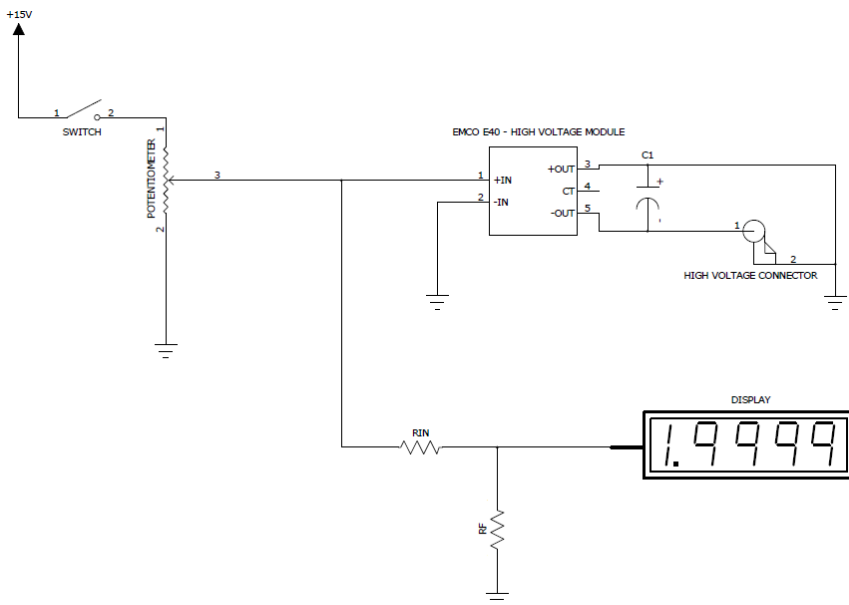 +15V
1
2
SWITCH
1
POTENTIOMETER
2
3
EMCO E40 - HIGH VOLTAGE MODULE
1
+IN
2
-IN
+OUT
3
CT
4
-OUT
5
C1
+
-
1
2
HIGH VOLTAGE CONNECTOR
DISPLAY
1.9999
RIN
RF